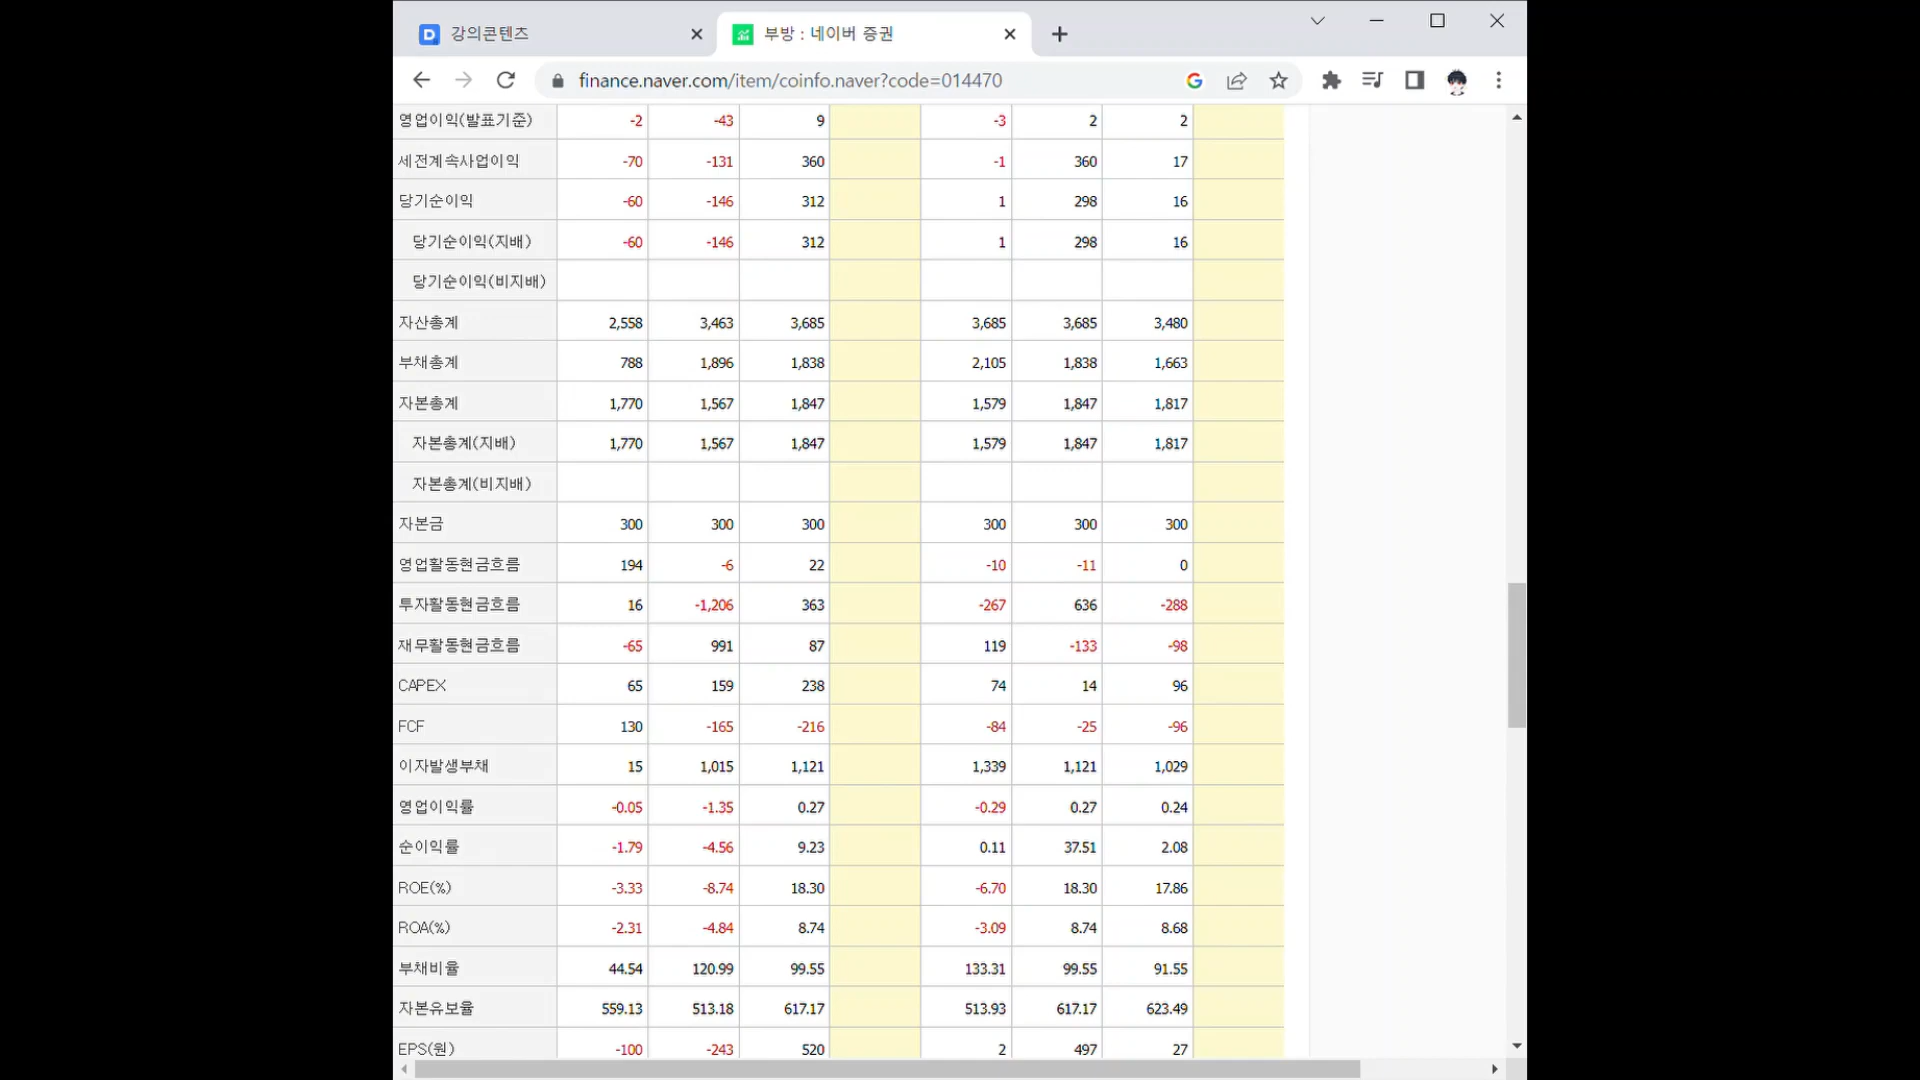 강의콘텐츠
부방 : 네이버 증권
finance.naver.com/item/coinfo.naver?code=014470
영업이익(발표기준) -2 -43 9 -3 2 2
세전계속사업이익 -70 -131 360 -1 360 17
당기순이익 -60 -146 312 1 298 16
당기순이익(지배) -60 -146 312 1 298 16
당기순이익(비지배)
자산총계 2,558 3,463 3,685 3,685 3,685 3,480
부채총계 788 1,896 1,838 2,105 1,838 1,663
자본총계 1,770 1,567 1,847 1,579 1,847 1,817
자본총계(지배) 1,770 1,567 1,847 1,579 1,847 1,817
자본총계(비지배)
자본금 300 300 300 300 300 300
영업활동현금흐름 194 -6 22 -10 -11 0
투자활동현금흐름 16 -1,206 363 -267 636 -288
재무활동현금흐름 -65 991 87 119 -133 -98
CAPEX 65 159 238 74 14 96
FCF 130 -165 -216 -84 -25 -96
이자발생부채 15 1,015 1,121 1,339 1,121 1,029
영업이익률 -0.05 -1.35 0.27 -0.29 0.27 0.24
순이익률 -1.79 -4.56 9.23 0.11 37.51 2.08
ROE(%) -3.33 -8.74 18.30 -6.70 18.30 17.86
ROA(%) -2.31 -4.84 8.74 -3.09 8.74 8.68
부채비율 44.54 120.99 99.55 133.31 99.55 91.55
자본유보율 559.13 513.18 617.17 513.93 617.17 623.49
EPS(원) -100 -243 520 2 497 27